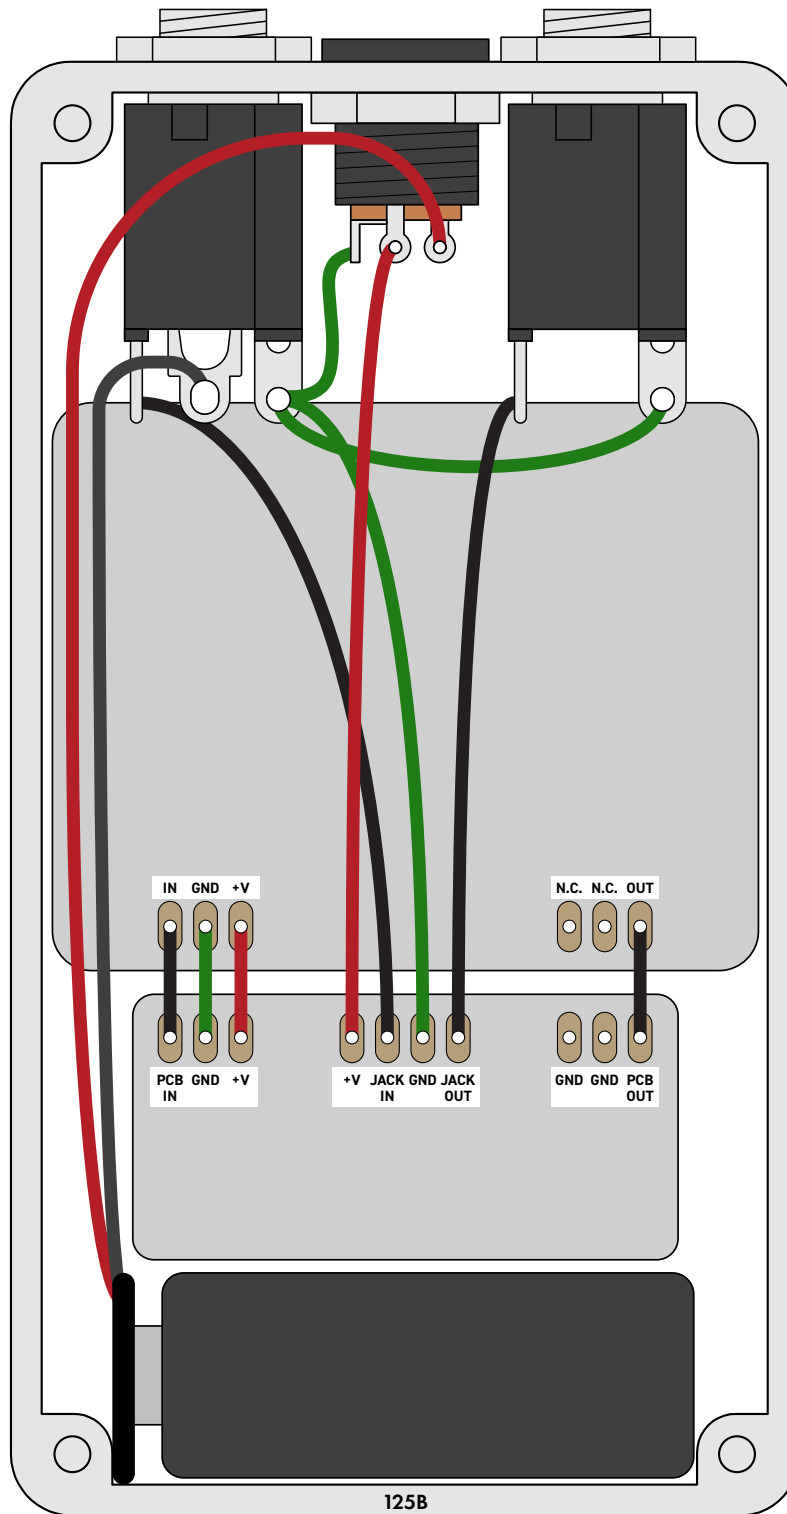 IN GND +V
N.C. N.C. OUT
PCB IN GND +V
+V JACK IN GND JACK OUT
GND GND PCB OUT
125B